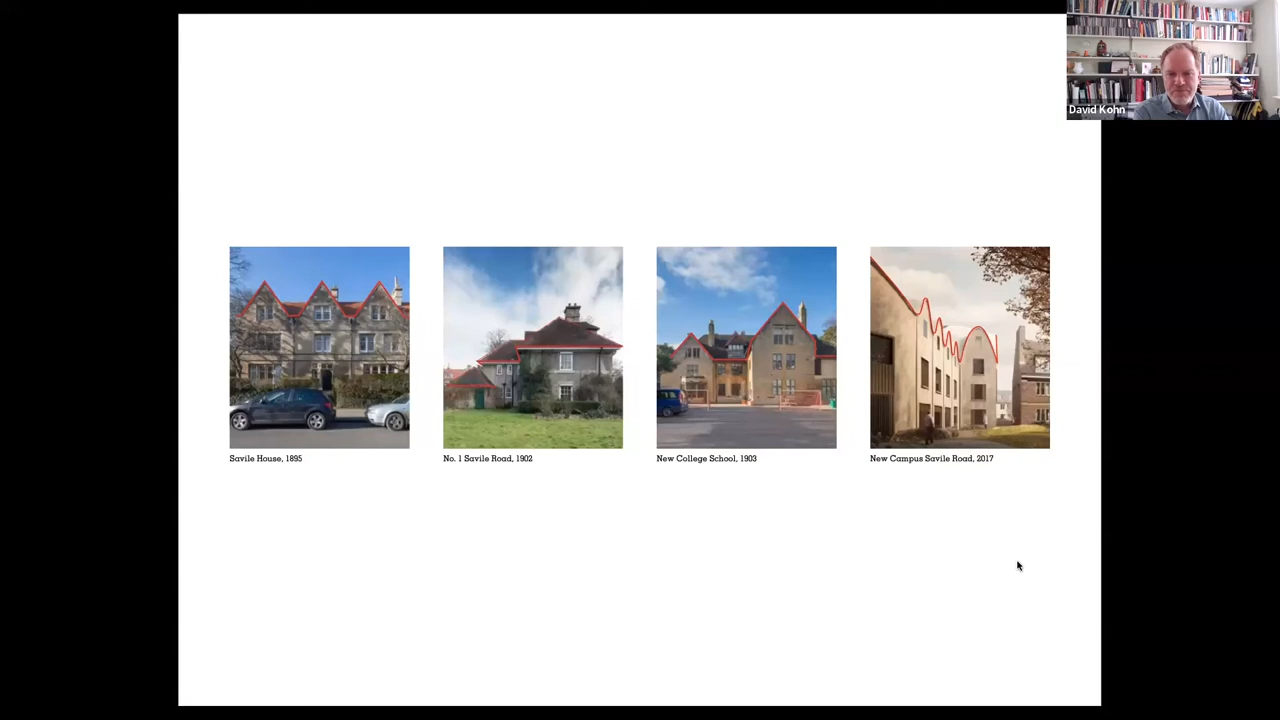 David Kohn
Savile House, 1895
No. 1 Savile Road, 1902
New College School, 1903
New Campus Savile Road, 2017